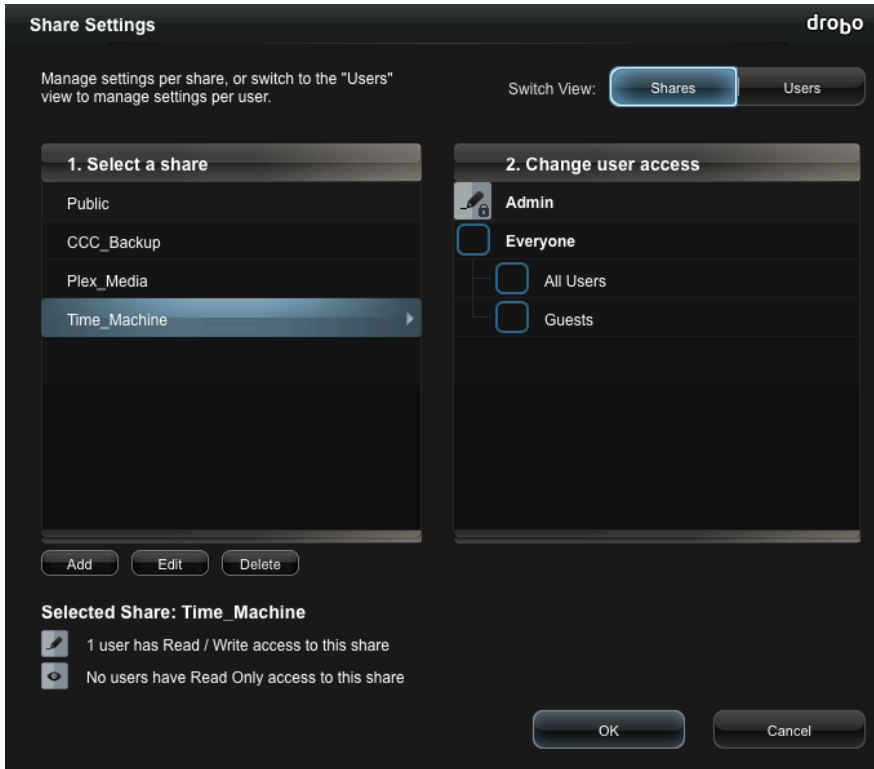 Share Settings
drobo
Manage settings per share, or switch to the "Users"
view to manage settings per user.
Switch View:
Shares
Users
1. Select a share
Public
CCC_Backup
Plex_Media
Time_Machine
2. Change user access
Admin
Everyone
All Users
Guests
Add
Edit
Delete
Selected Share: Time_Machine
1 user has Read / Write access to this share
No users have Read Only access to this share
OK
Cancel